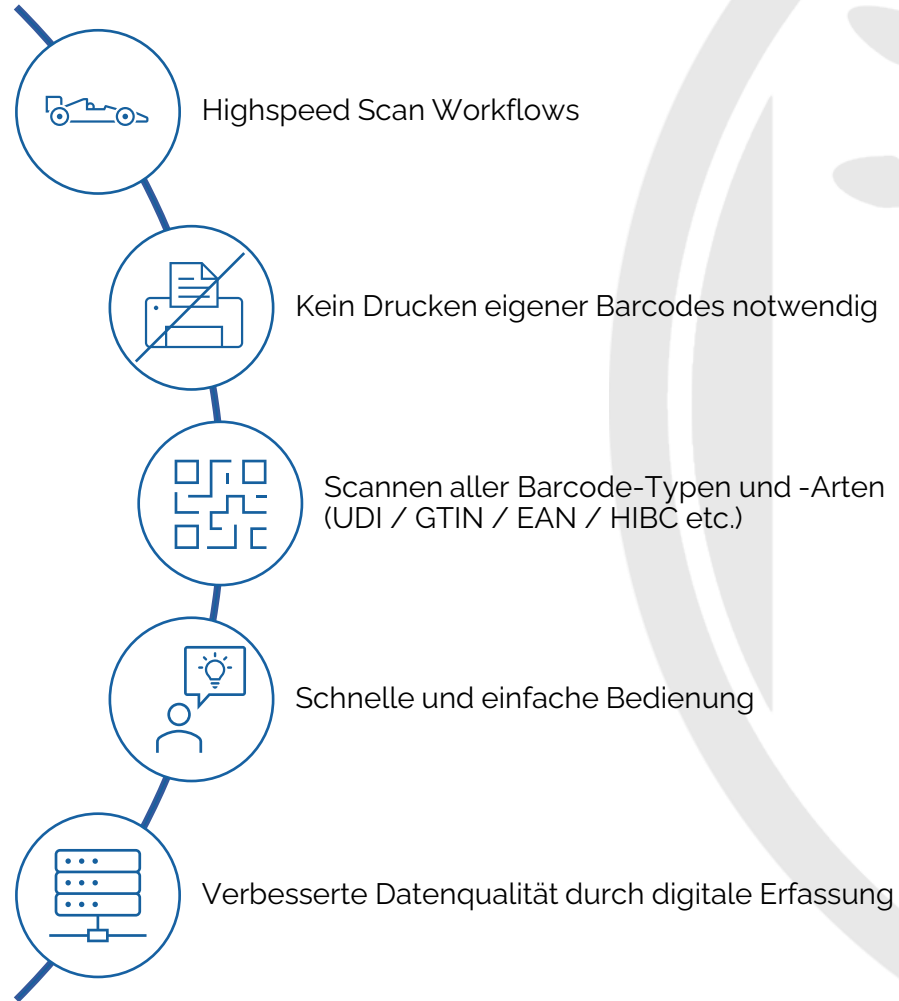 Highspeed Scan Workflows
Kein Drucken eigener Barcodes notwendig
Scannen aller Barcode-Typen und -Arten
(UDI / GTIN / EAN / HIBC etc.)
Schnelle und einfache Bedienung
Verbesserte Datenqualität durch digitale Erfassung